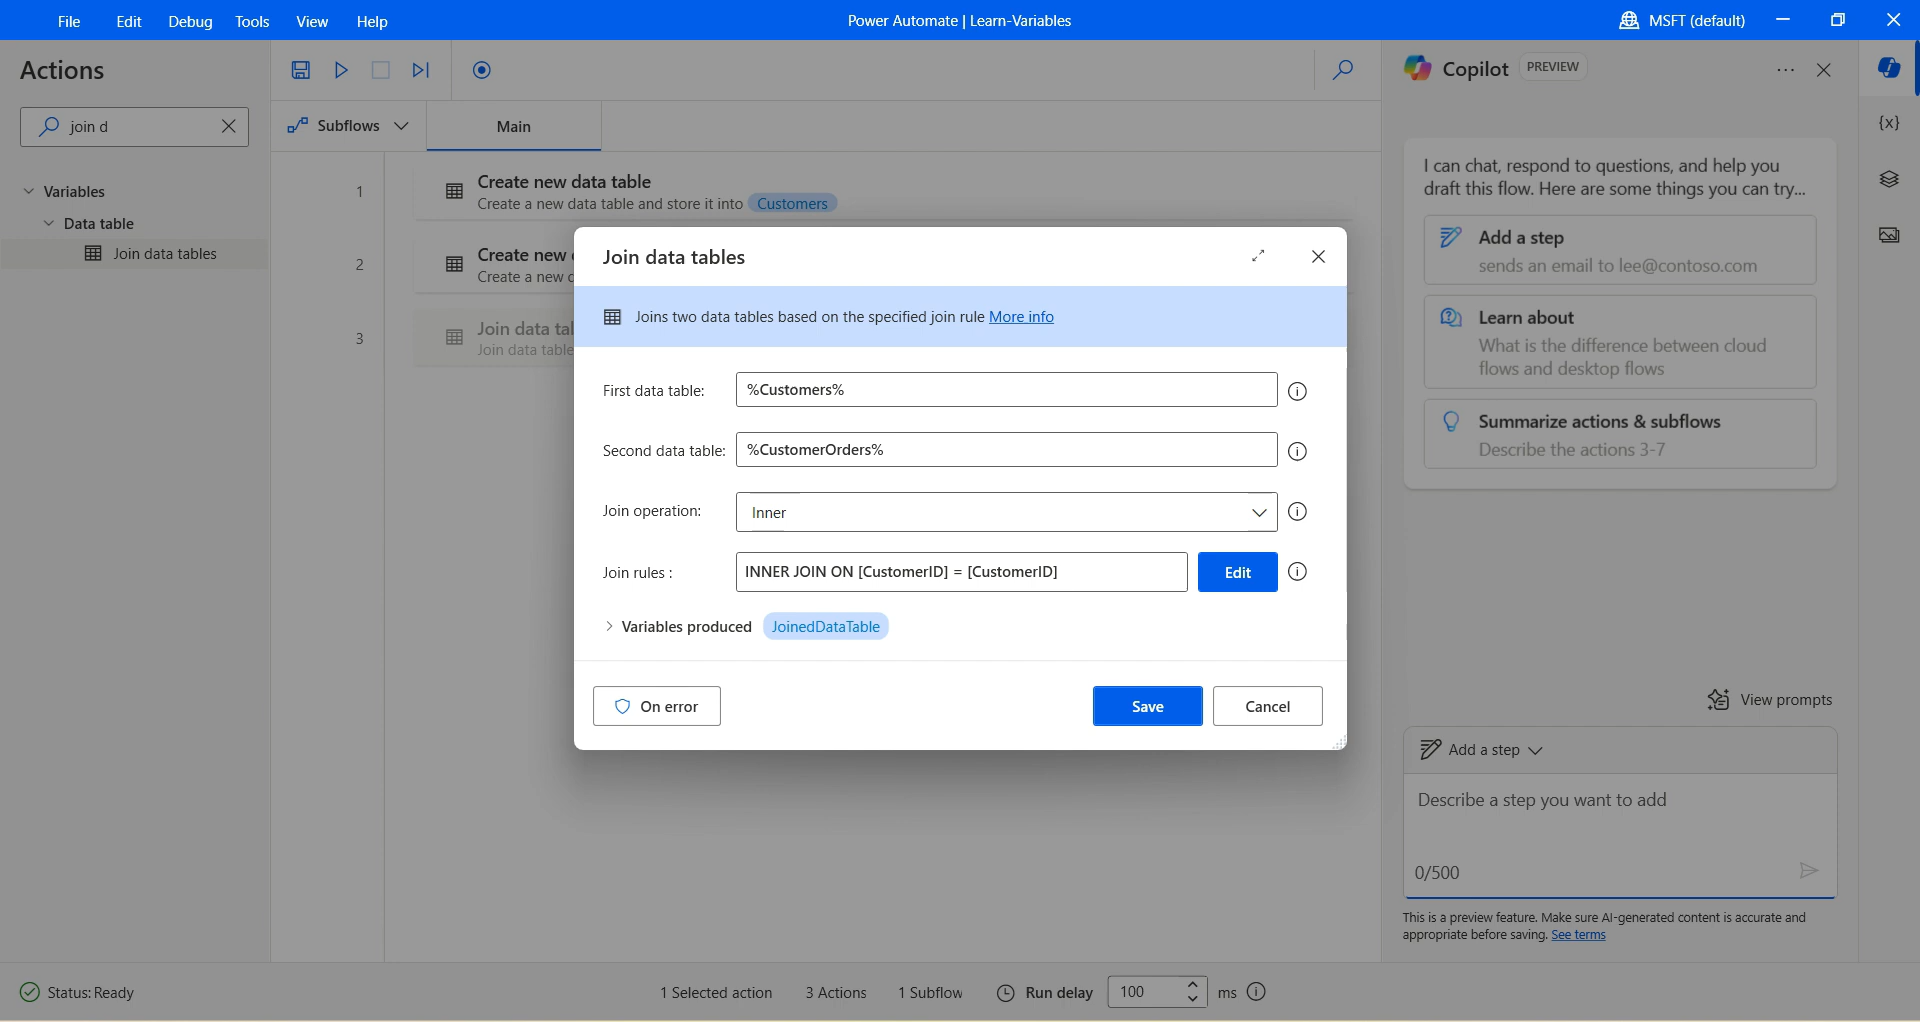 File Edit Debug Tools View Help
Power Automate | Learn-Variables
MSFT (default)
Actions
join d
Variables
Data table
Join data tables
Subflows
Main
1
Create new data table
Create a new data table and store it into Customers
2
Create new
Create a new
3
Join data
Join data table
Join data tables
Joins two data tables based on the specified join rule More info
First data table: %Customers%
Second data table: %CustomerOrders%
Join operation: Inner
Join rules : INNER JOIN ON [CustomerID] = [CustomerID] Edit
Variables produced JoinedDataTable
On error
Save
Cancel
Copilot PREVIEW
I can chat, respond to questions, and help you
draft this flow. Here are some things you can try...
Add a step
sends an email to lee@contoso.com
Learn about
What is the difference between cloud
flows and desktop flows
Summarize actions & subflows
Describe the actions 3-7
View prompts
Add a step
Describe a step you want to add
0/500
This is a preview feature. Make sure AI-generated content is accurate and
appropriate before saving. See terms
{x}
Status: Ready
1 Selected action
3 Actions
1 Subflow
Run delay 100 ms